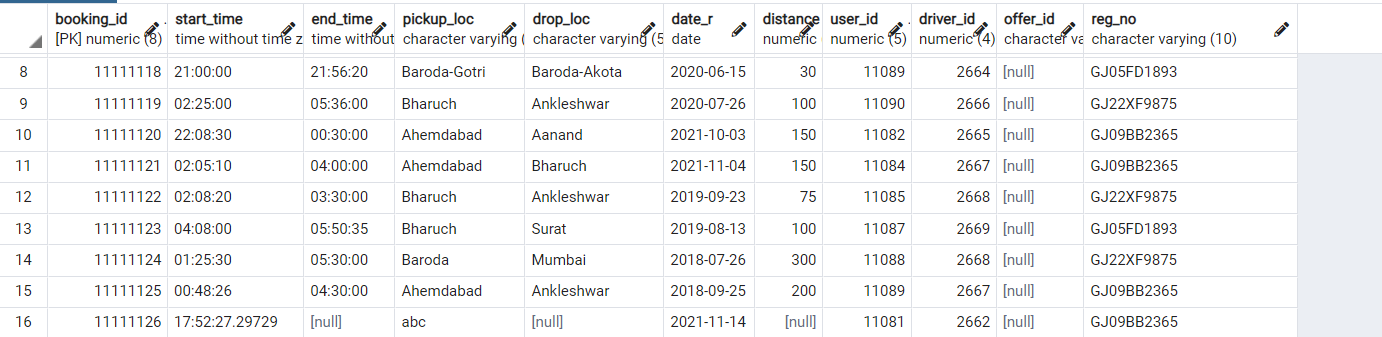 booking_id start_time end_time pickup_loc drop_loc date_r distance user_id driver_id offer_id reg_no
[PK] numeric (8) time without time z time without character varying ( character varying (5 date numeric numeric (5) numeric (4) character va character varying (10)
8 11111118 21:00:00 21:56:20 Baroda-Gotri Baroda-Akota 2020-06-15 30 11089 2664 [null] GJ05FD1893
9 11111119 02:25:00 05:36:00 Bharuch Ankleshwar 2020-07-26 100 11090 2666 [null] GJ22XF9875
10 11111120 22:08:30 00:30:00 Ahemdabad Aanand 2021-10-03 150 11082 2665 [null] GJ09BB2365
11 11111121 02:05:10 04:00:00 Ahemdabad Bharuch 2021-11-04 150 11084 2667 [null] GJ09BB2365
12 11111122 02:08:20 03:30:00 Bharuch Ankleshwar 2019-09-23 75 11085 2668 [null] GJ22XF9875
13 11111123 04:08:00 05:50:35 Bharuch Surat 2019-08-13 100 11087 2669 [null] GJ05FD1893
14 11111124 01:25:30 05:30:00 Baroda Mumbai 2018-07-26 300 11088 2668 [null] GJ22XF9875
15 11111125 00:48:26 04:30:00 Ahemdabad Ankleshwar 2018-09-25 200 11089 2667 [null] GJ09BB2365
16 11111126 17:52:27.29729 [null] abc [null] 2021-11-14 [null] 11081 2662 [null] GJ09BB2365